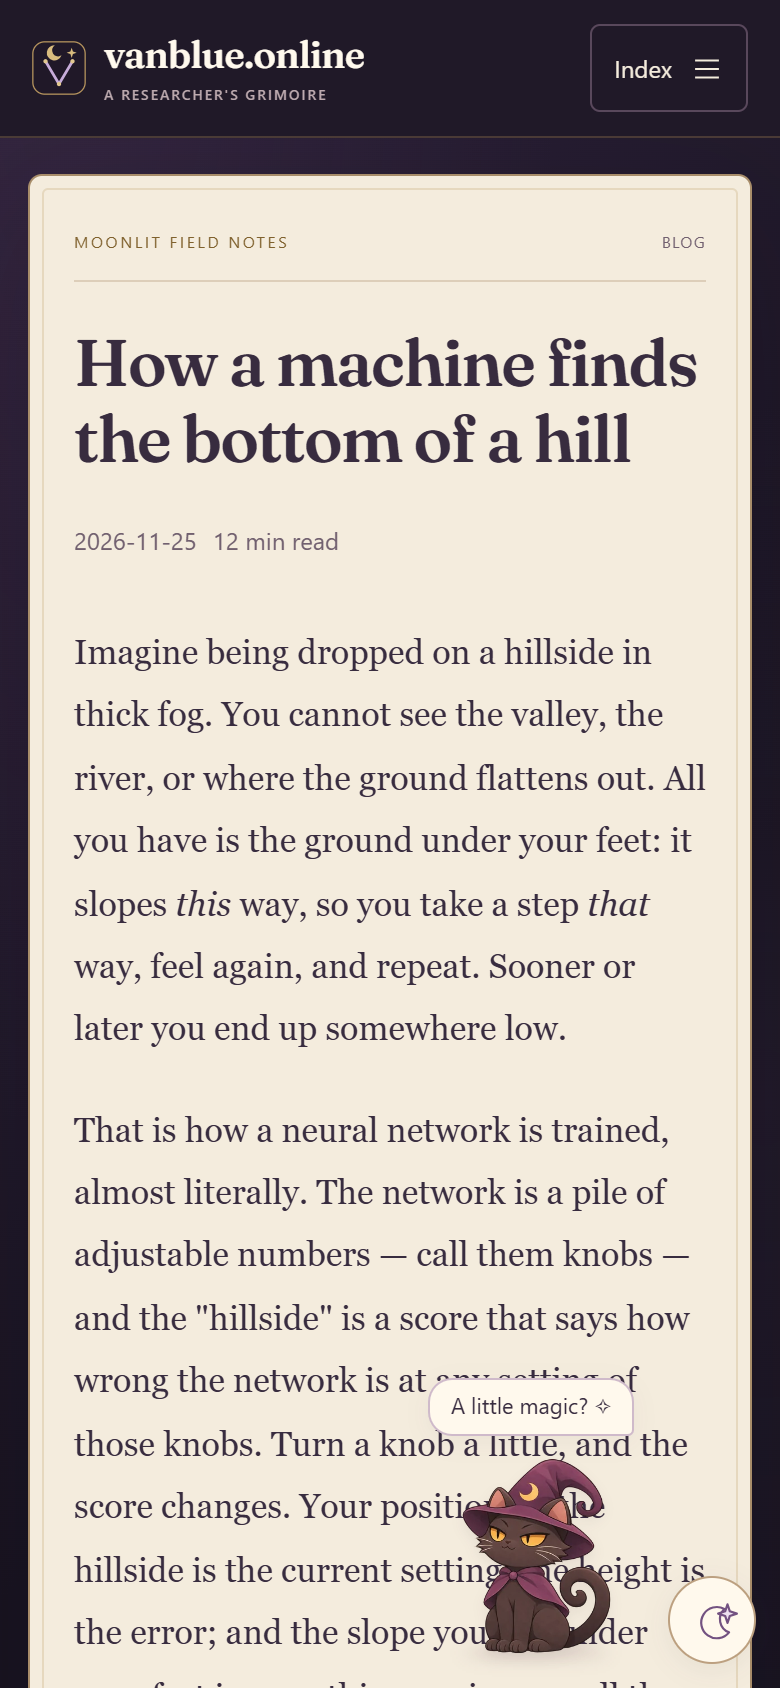 vanblue.online
A RESEARCHER'S GRIMOIRE
Index
MOONLIT FIELD NOTES
BLOG
How a machine finds
the bottom of a hill
2026-11-25 12 min read
Imagine being dropped on a hillside in
thick fog. You cannot see the valley, the
river, or where the ground flattens out. All
you have is the ground under your feet: it
slopes this way, so you take a step that
way, feel again, and repeat. Sooner or
later you end up somewhere low.
That is how a neural network is trained,
almost literally. The network is a pile of
adjustable numbers — call them knobs —
and the "hillside" is a score that says how
wrong the network is at any setting of
A little magic? ✧
those knobs. Turn a knob a little, and the
score changes. Your
hillside is the current height is
the error; and the slope